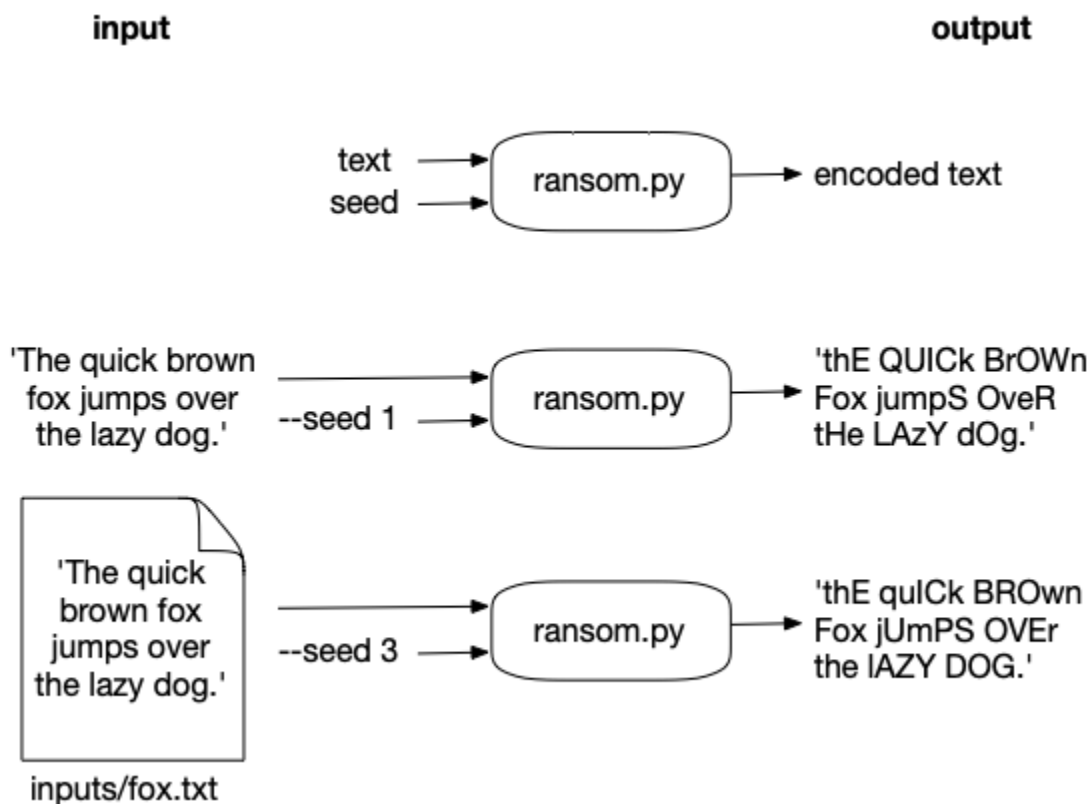 input
output
text
seed
ransom.py
encoded text
'The quick brown
fox jumps over
the lazy dog.'
--seed 1
ransom.py
'thE QUICk BrOWn
Fox jumpS OveR
tHe LAzY dOg.'
'The quick
brown fox
jumps over
the lazy dog.'
--seed 3
ransom.py
'thE quICk BROwn
Fox jUmPS OVEr
the lAZY DOG.'
inputs/fox.txt